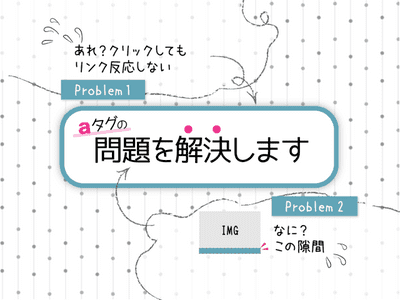 あれ？クリックしても
リンク反応しない
Problem 1
aタグの
問題を解決します
Problem 2
IMG
なに？
この隙間